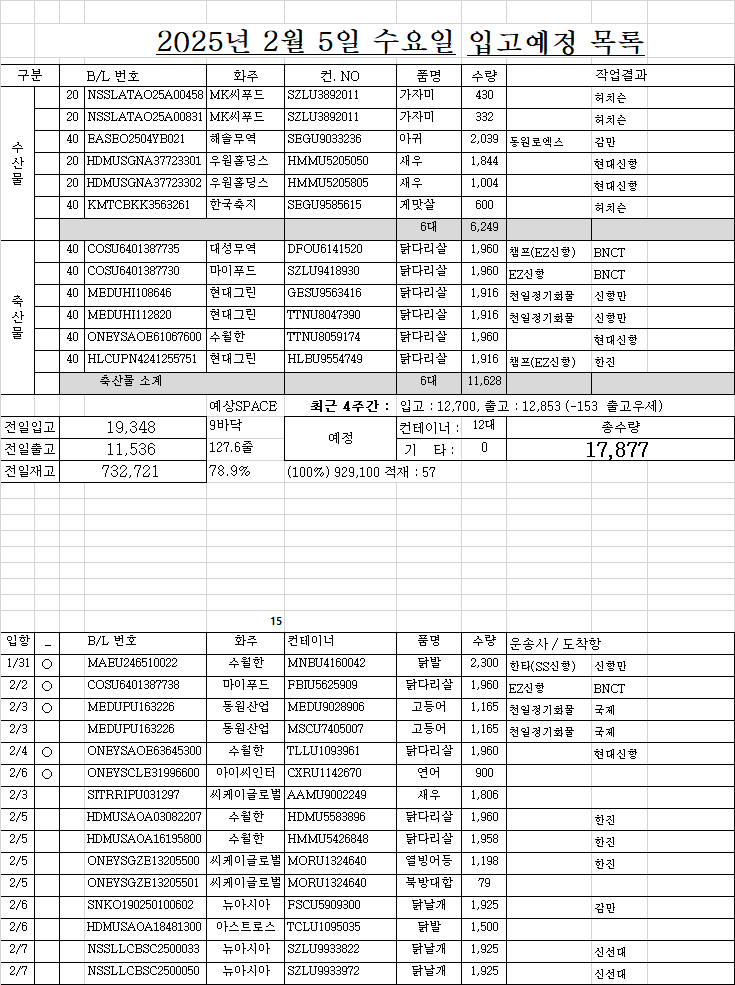 2025년 2월 5일 수요일 입고예정 목록
구분 B/L 번호 화주 컨. NO 품명 수량 작업결과
수산물
20 NSSLATAO25A00458 MK씨푸드 SZLU3892011 가자미 430 허치슨
20 NSSLATAO25A00831 MK씨푸드 SZLU3892011 가자미 332 허치슨
40 EASEO2504YB021 해솔무역 SEGU9033236 아귀 2,039 동원로엑스 감만
20 HDMUSGNA37723301 우원홀딩스 HMMU5205050 새우 1,844 현대신항
20 HDMUSGNA37723302 우원홀딩스 HMMU5205805 새우 1,004 현대신항
40 KMTCBKK3563261 한국축지 SEGU9585615 게맛살 600 허치슨
6대 6,249
축산물
40 COSU6401387735 대성무역 DFOU6141520 닭다리살 1,960 챔프(EZ신항) BNCT
40 COSU6401387730 마이푸드 SZLU9418930 닭다리살 1,960 EZ신항 BNCT
40 MEDUHI108646 현대그린 GESU9563416 닭다리살 1,916 천일정기화물 신항만
40 MEDUHI112820 현대그린 TTNU8047390 닭다리살 1,916 천일정기화물 신항만
40 ONEYSAOE61067600 수월한 TTNU8059174 닭다리살 1,960 현대신항
40 HLCUPN4241255751 현대그린 HLBU9554749 닭다리살 1,916 챔프(EZ신항) 한진
축산물 소계 6대 11,628
예상SPACE 최근 4주간 : 입고 : 12,700, 출고 : 12,853 (-153 출고우세)
전일입고 19,348 9바닥 예정 컨테이너 : 12대 총수량
전일출고 11,536 127.6줄 기 타 : 0 17,877
전일재고 732,721 78.9% (100%) 929,100 적재 : 57
15
입항 _ B/L 번호 화주 컨테이너 품명 수량 운송사 / 도착항
1/31 ○ MAEU246510022 수월한 MNBU4160042 닭발 2,300 한타(SS신항) 신항만
2/2 ○ COSU6401387738 마이푸드 FBIU5625909 닭다리살 1,960 EZ신항 BNCT
2/3 ○ MEDUPU163226 동원산업 MEDU9028906 고등어 1,165 천일정기화물 국제
2/3 MEDUPU163226 동원산업 MSCU7405007 고등어 1,165 천일정기화물 국제
2/4 ○ ONEYSAOE63645300 수월한 TLLU1093961 닭다리살 1,960 현대신항
2/6 ○ ONEYSCLE31996600 아이씨인터 CXRU1142670 연어 900
2/3 SITRRIPU031297 씨케이글로벌 AAMU9002249 새우 1,806
2/5 HDMUSAOA03082207 수월한 HDMU5583896 닭다리살 1,960 한진
2/5 HDMUSAOA16195800 수월한 HMMU5426848 닭다리살 1,958 한진
2/5 ONEYSGZE13205500 씨케이글로벌 MORU1324640 열빙어등 1,198 한진
2/5 ONEYSGZE13205501 씨케이글로벌 MORU1324640 북방대합 79
2/6 SNKO190250100602 뉴아시아 FSCU5909300 닭날개 1,925 감만
2/6 HDMUSAOA18481300 아스트로스 TCLU1095035 닭발 1,500
2/7 NSSLLCBSC2500033 뉴아시아 SZLU9933822 닭날개 1,925 신선대
2/7 NSSLLCBSC2500050 뉴아시아 SZLU9933972 닭날개 1,925 신선대